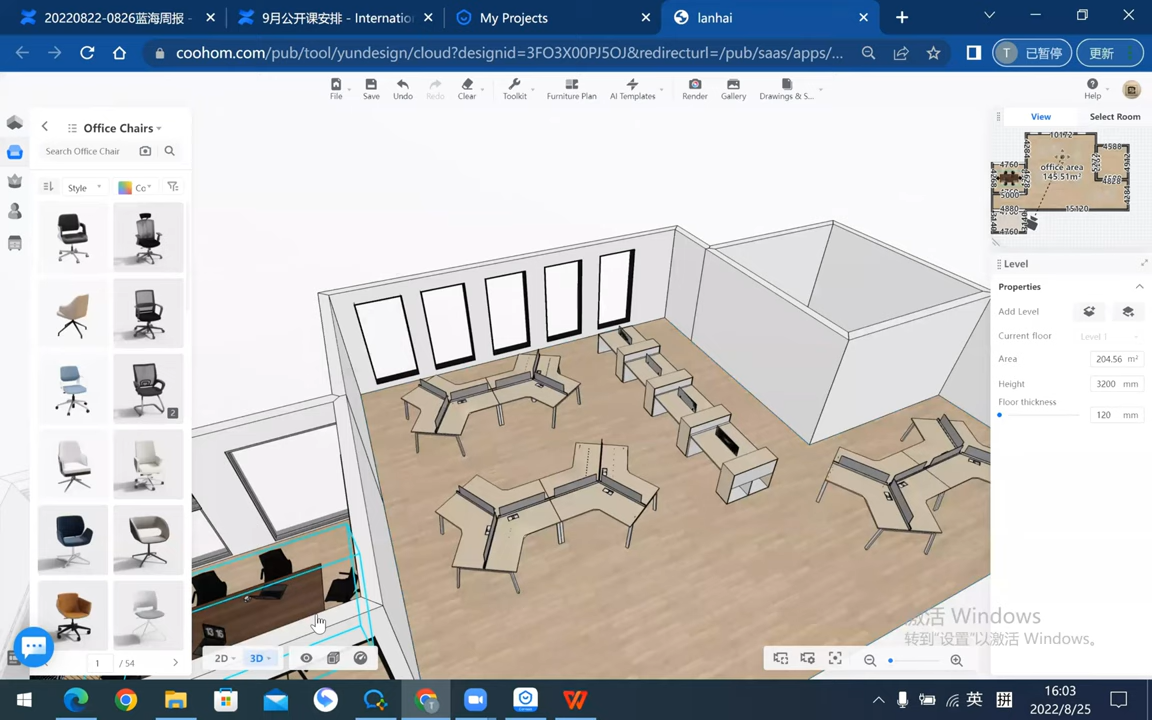 20220822-0826蓝海周报 -
9月公开课安排 - Internatio
My Projects
lanhai
coohom.com/pub/tool/yundesign/cloud?designid=3FO3X00PJ5OJ&redirecturl=/pub/saas/apps/...
T 已暂停
更新
File
Save
Undo
Redo
Clear
Toolkit
Furniture Plan
AI Templates
Render
Gallery
Drawings & S...
Help
Office Chairs
Search Office Chair
Style
Co
2
1 / 54
2D
3D
View
Select Room
10172
4588
4760
office area
145.51m²
5000
4880
15120
4760
Level
Properties
Add Level
Current floor Level 1
Area 204.56 m²
Height 3200 mm
Floor thickness
120 mm
激活 Windows
转到"设置"以激活 Windows。
英
拼
16:03
2022/8/25